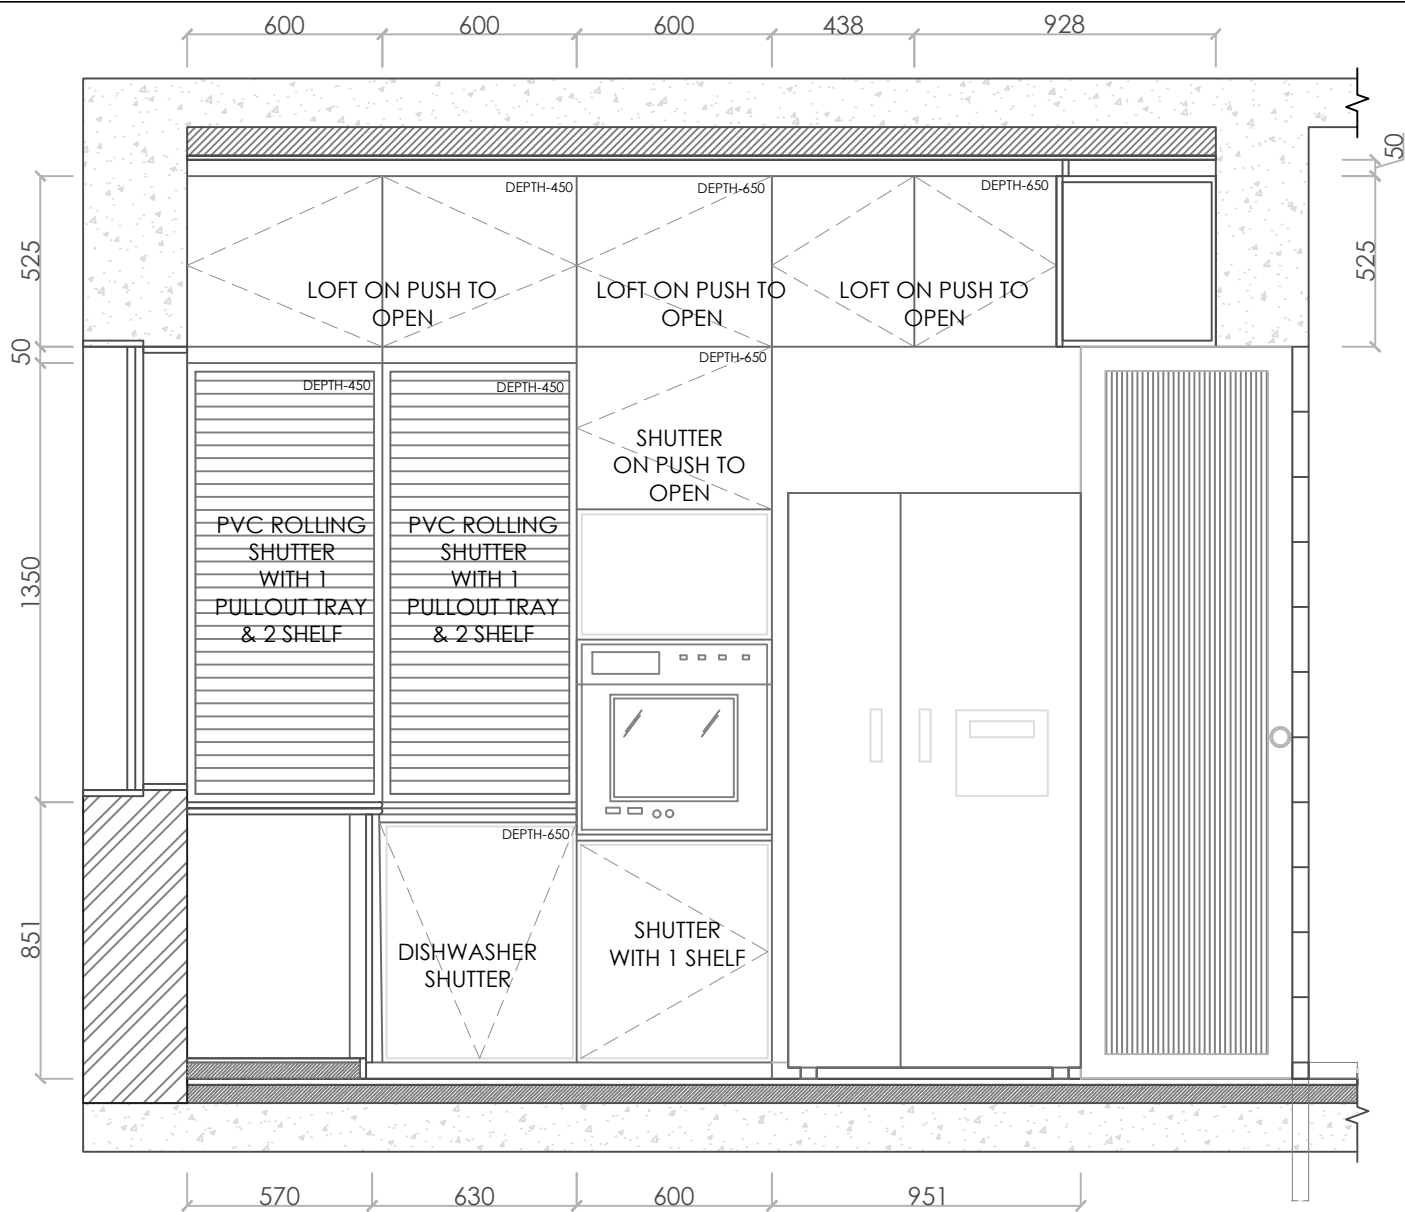 600
600
600
438
928
50
DEPTH-450
DEPTH-650
DEPTH-650
525
525
LOFT ON PUSH TO
OPEN
LOFT ON PUSH TO
OPEN
LOFT ON PUSH TO
OPEN
50
DEPTH-650
DEPTH-450
DEPTH-450
SHUTTER
ON PUSH TO
OPEN
PVC ROLLING
SHUTTER
WITH 1
PULLOUT TRAY
& 2 SHELF
PVC ROLLING
SHUTTER
WITH 1
PULLOUT TRAY
& 2 SHELF
1350
DEPTH-650
851
DISHWASHER
SHUTTER
SHUTTER
WITH 1 SHELF
570
630
600
951